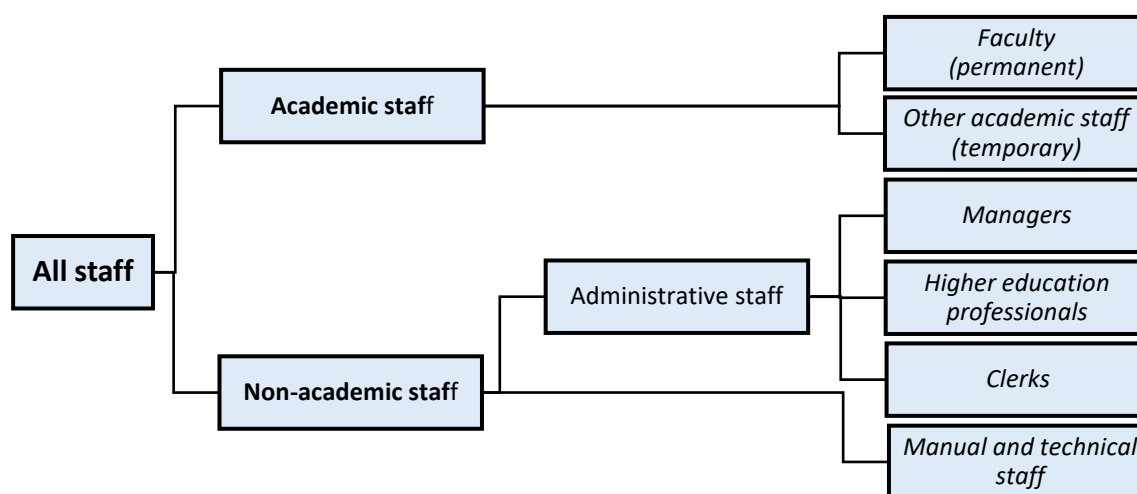 Faculty
(permanent)
Academic staff
Other academic staff
(temporary)
Managers
All staff
Administrative staff
Higher education
professionals
Non-academic staff
Clerks
Manual and technical
staff